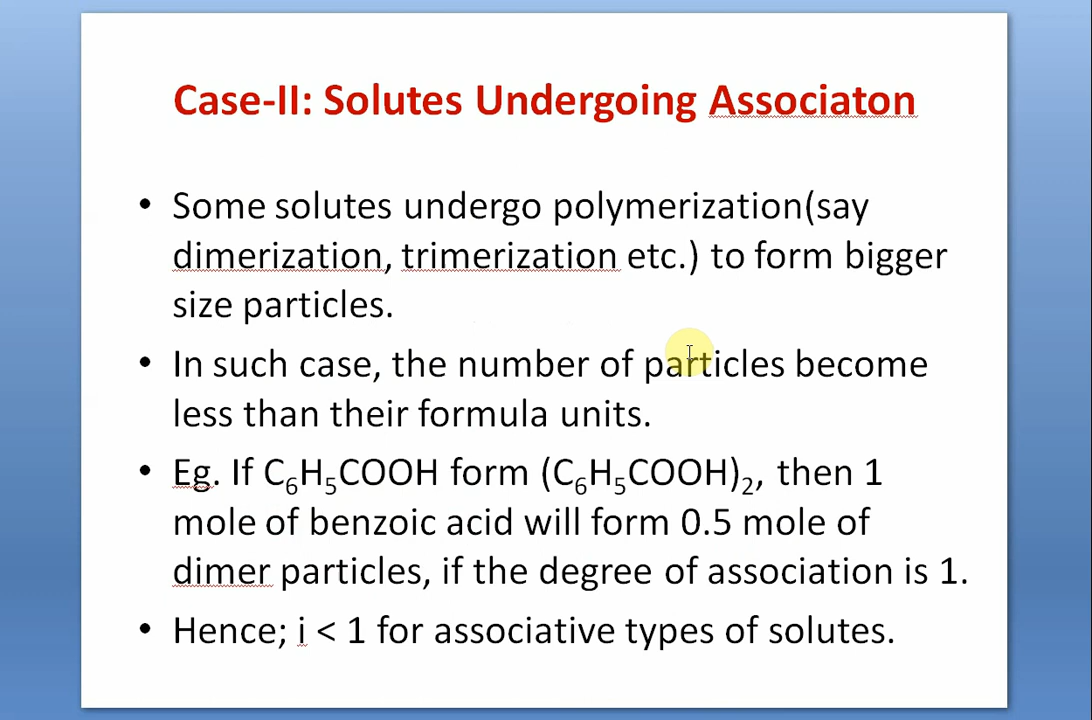 Case-II: Solutes Undergoing Associaton
• Some solutes undergo polymerization(say
dimerization, trimerization etc.) to form bigger
size particles.
• In such case, the number of particles become
less than their formula units.
• Eg. If C₆H₅COOH form (C₆H₅COOH)₂, then 1
mole of benzoic acid will form 0.5 mole of
dimer particles, if the degree of association is 1.
• Hence; i < 1 for associative types of solutes.